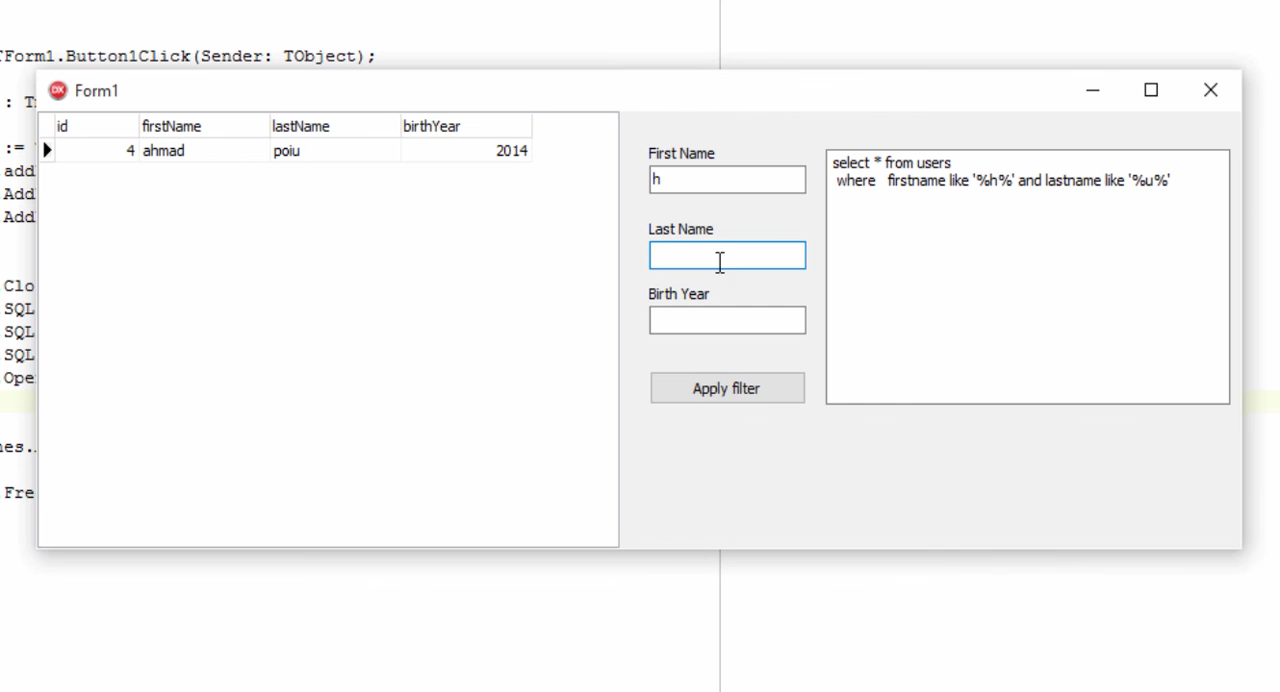 TForm1.Button1Click(Sender: TObject);
Form1
:
:=
add
Add
Add
Clo
SQL
SQL
SQL
Ope
nes.
Fre
id firstName lastName birthYear
4 ahmad poiu 2014
First Name
h
Last Name
Birth Year
Apply filter
select * from users
where firstname like '%h%' and lastname like '%u%'